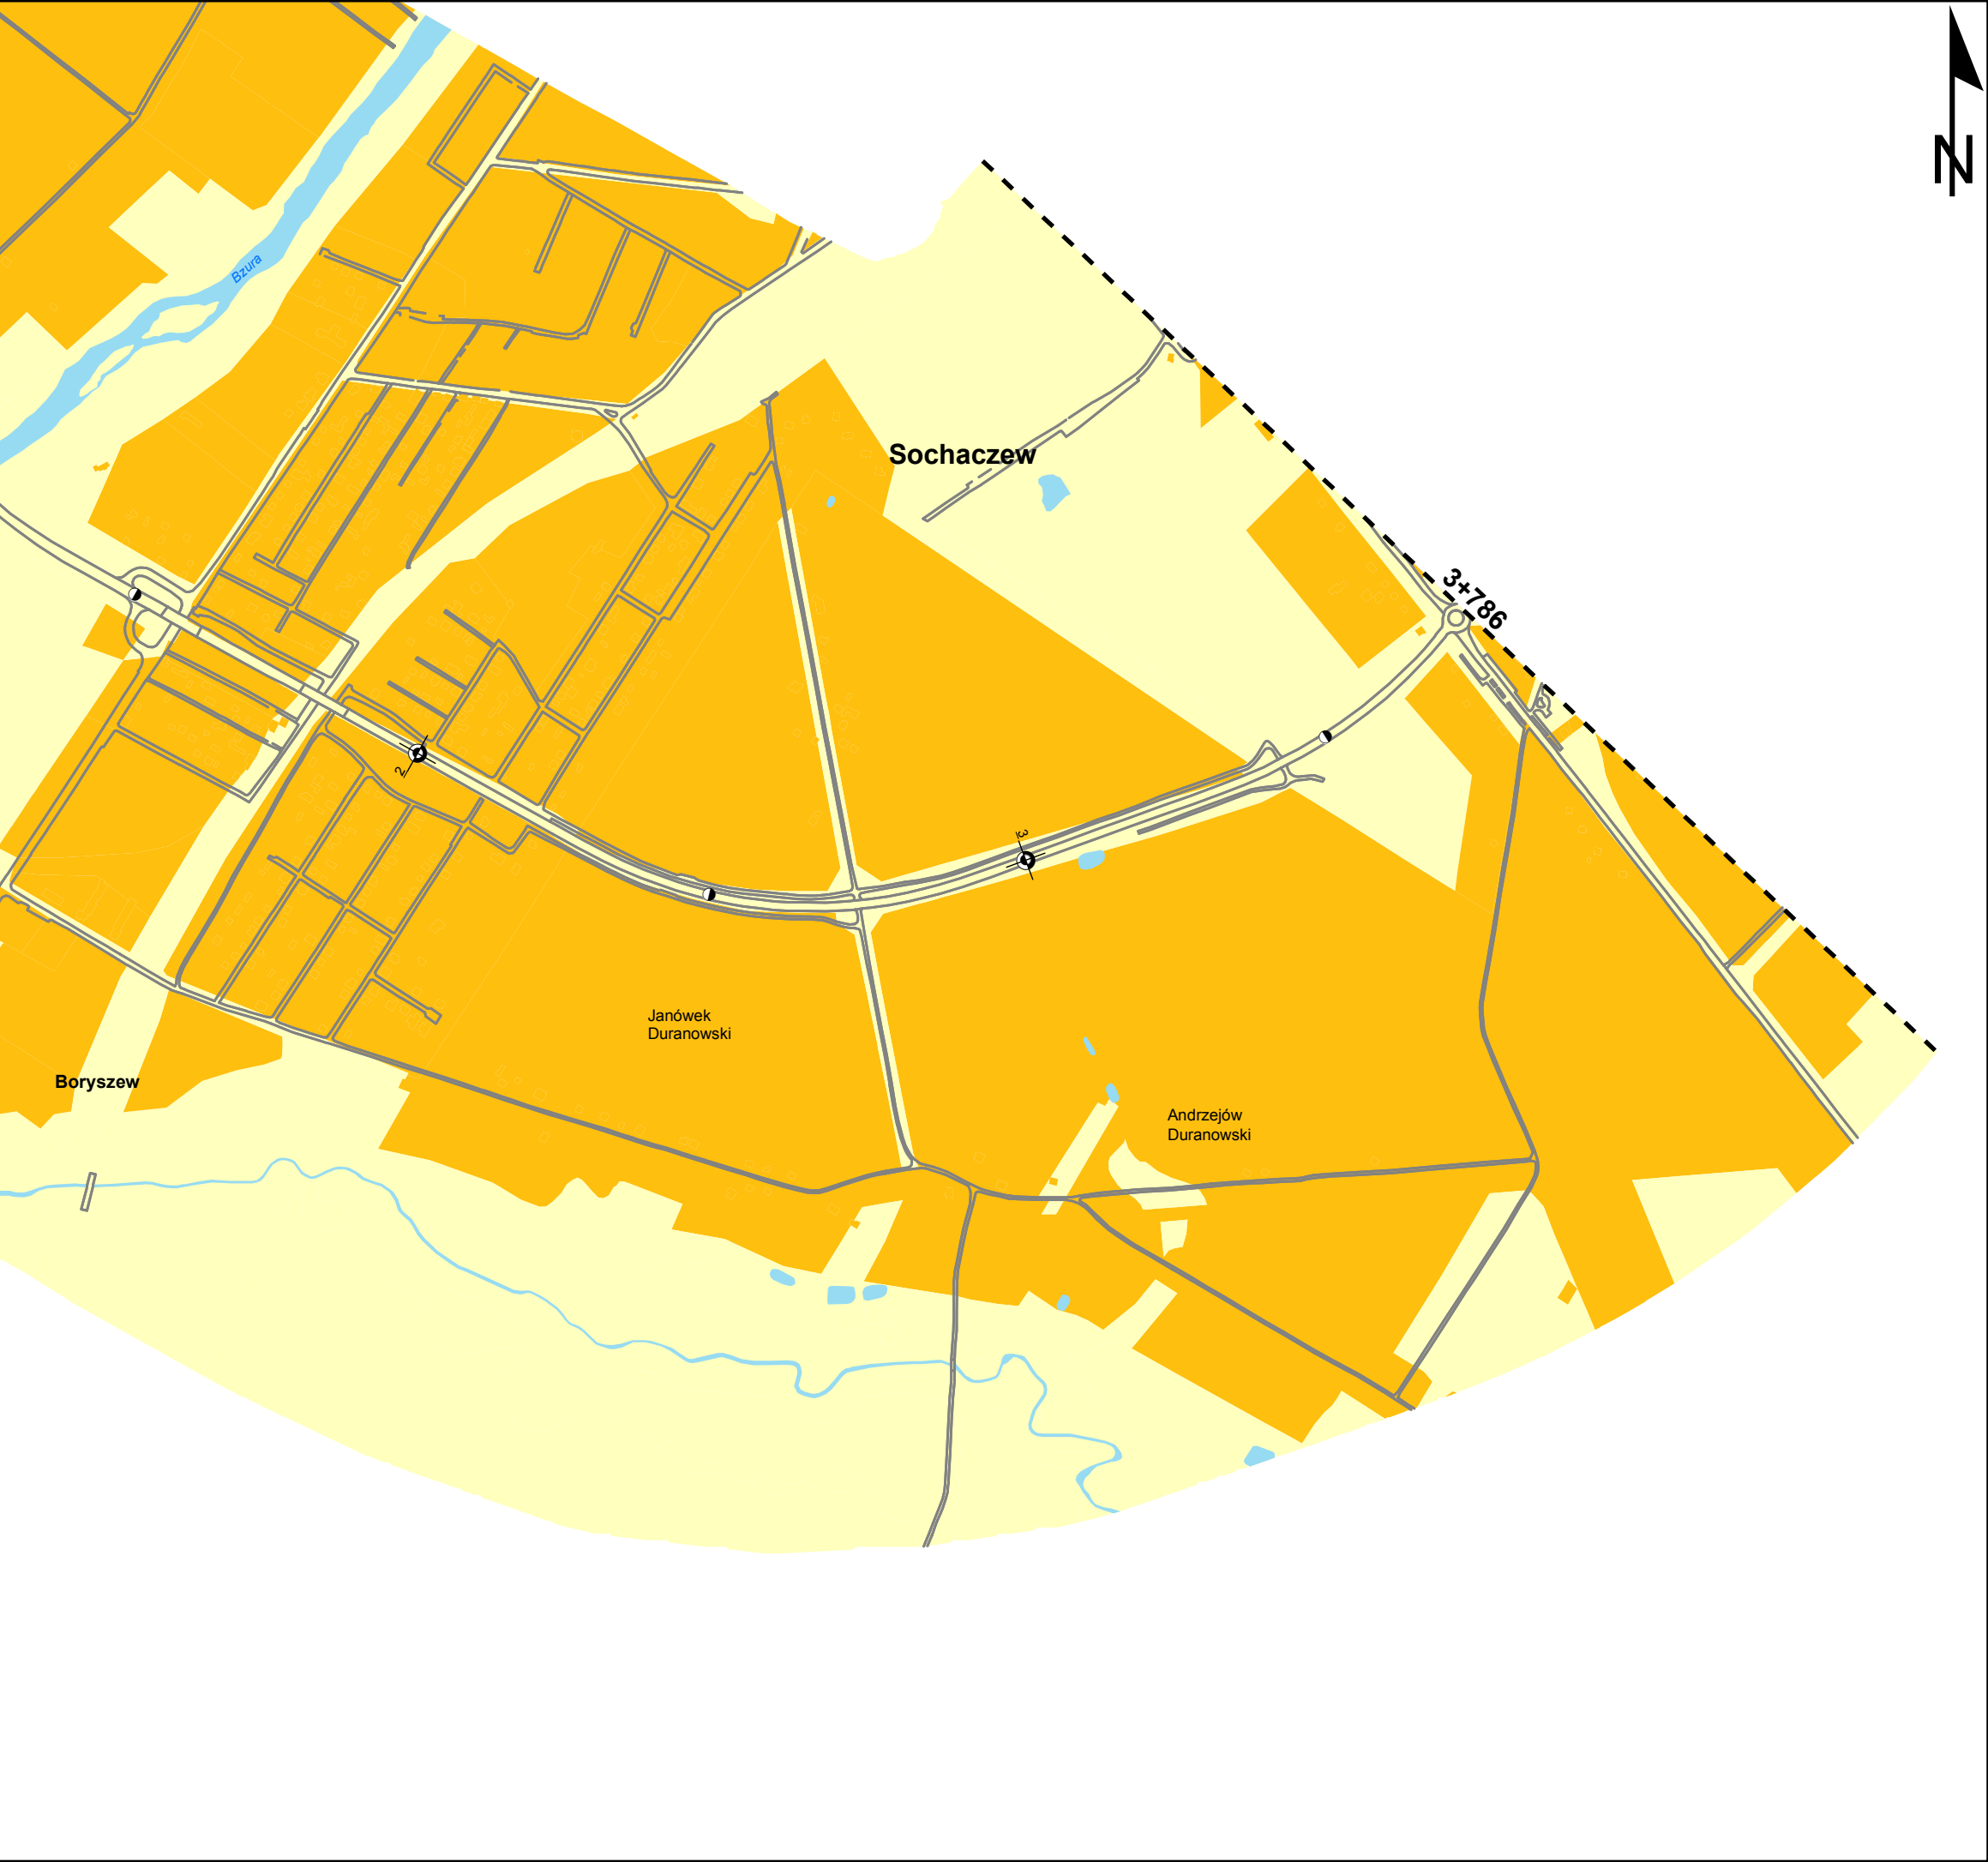 N
Bzura
Sochaczew
3+786
2
3
Janówek
Duranowski
Boryszew
Andrzejów
Duranowski